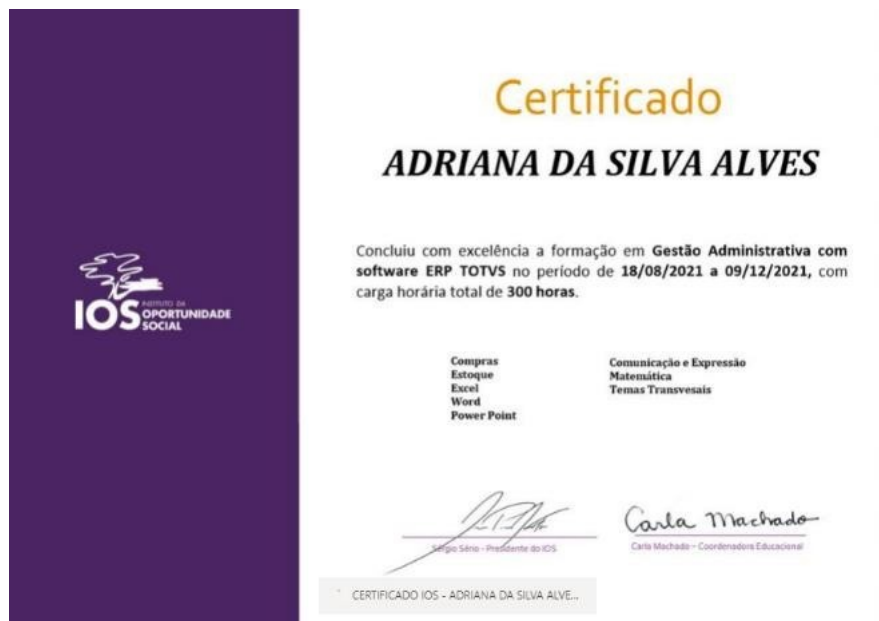 Certificado
ADRIANA DA SILVA ALVES
Concluiu com excelência a formação em Gestão Administrativa com
software ERP TOTVS no período de 18/08/2021 a 09/12/2021, com
carga horária total de 300 horas.
IOS INSTITUTO DA
OPORTUNIDADE
SOCIAL
Compras
Estoque
Excel
Word
Power Point
Comunicação e Expressão
Matemática
Temas Transvesais
Sérgio Sério - Presidente do IOS
Carla Machado
Carla Machado – Coordenadora Educacional
CERTIFICADO IOS - ADRIANA DA SILVA ALVE...